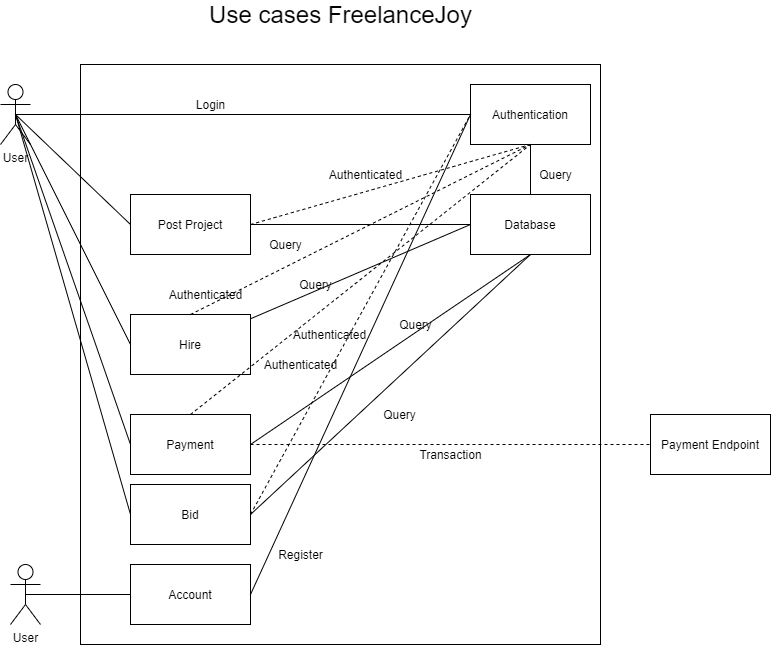 Use cases FreelanceJoy
Login
Authentication
User
Authenticated
Query
Post Project
Database
Query
Authenticated
Query
Hire
Authenticated
Query
Authenticated
Query
Payment
Payment Endpoint
Transaction
Bid
Register
Account
User